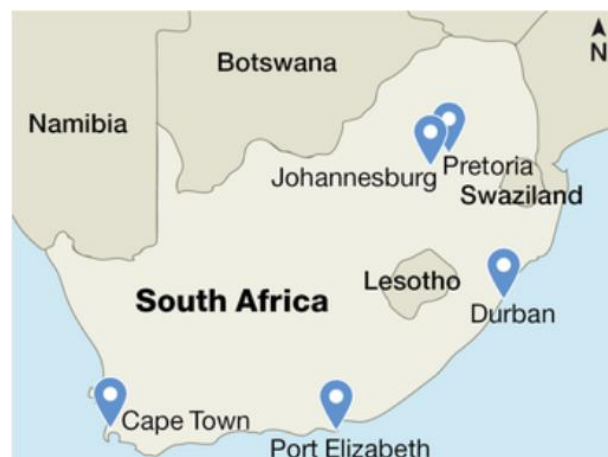 N
Botswana
Namibia
Johannesburg
Pretoria
Swaziland
Lesotho
South Africa
Durban
Cape Town
Port Elizabeth